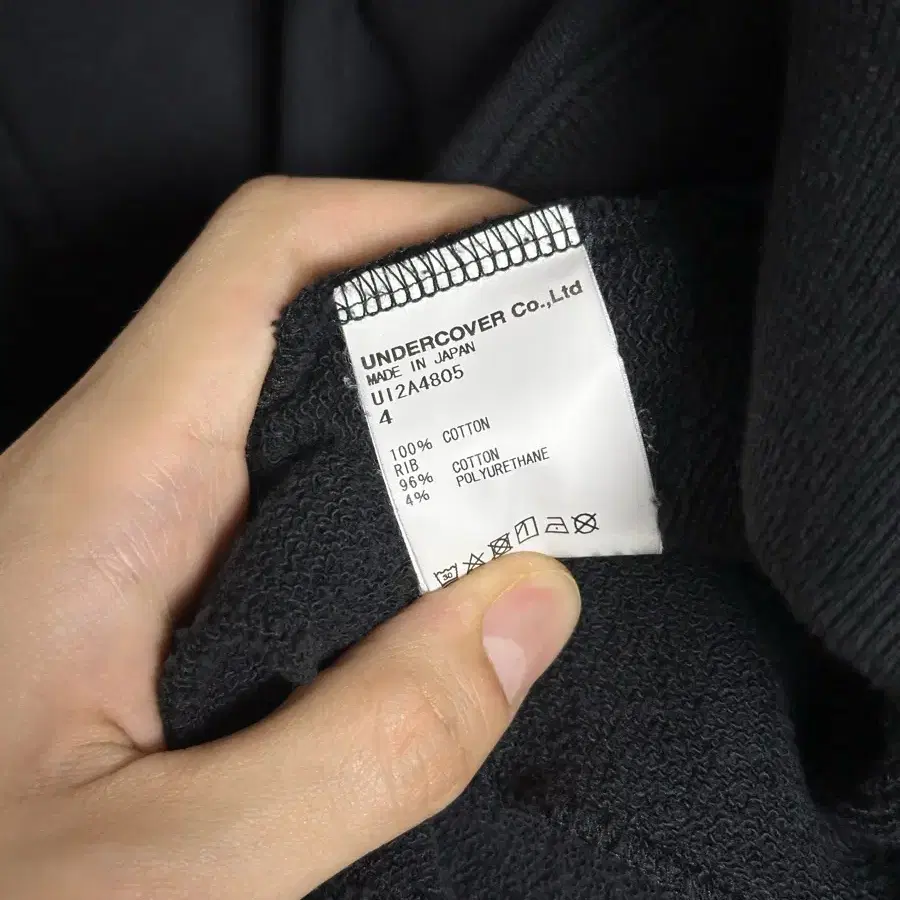 UNDERCOVER Co.,Ltd
MADE IN JAPAN
UI2A4805
4
100% COTTON
RIB
96% COTTON
4% POLYURETHANE
30